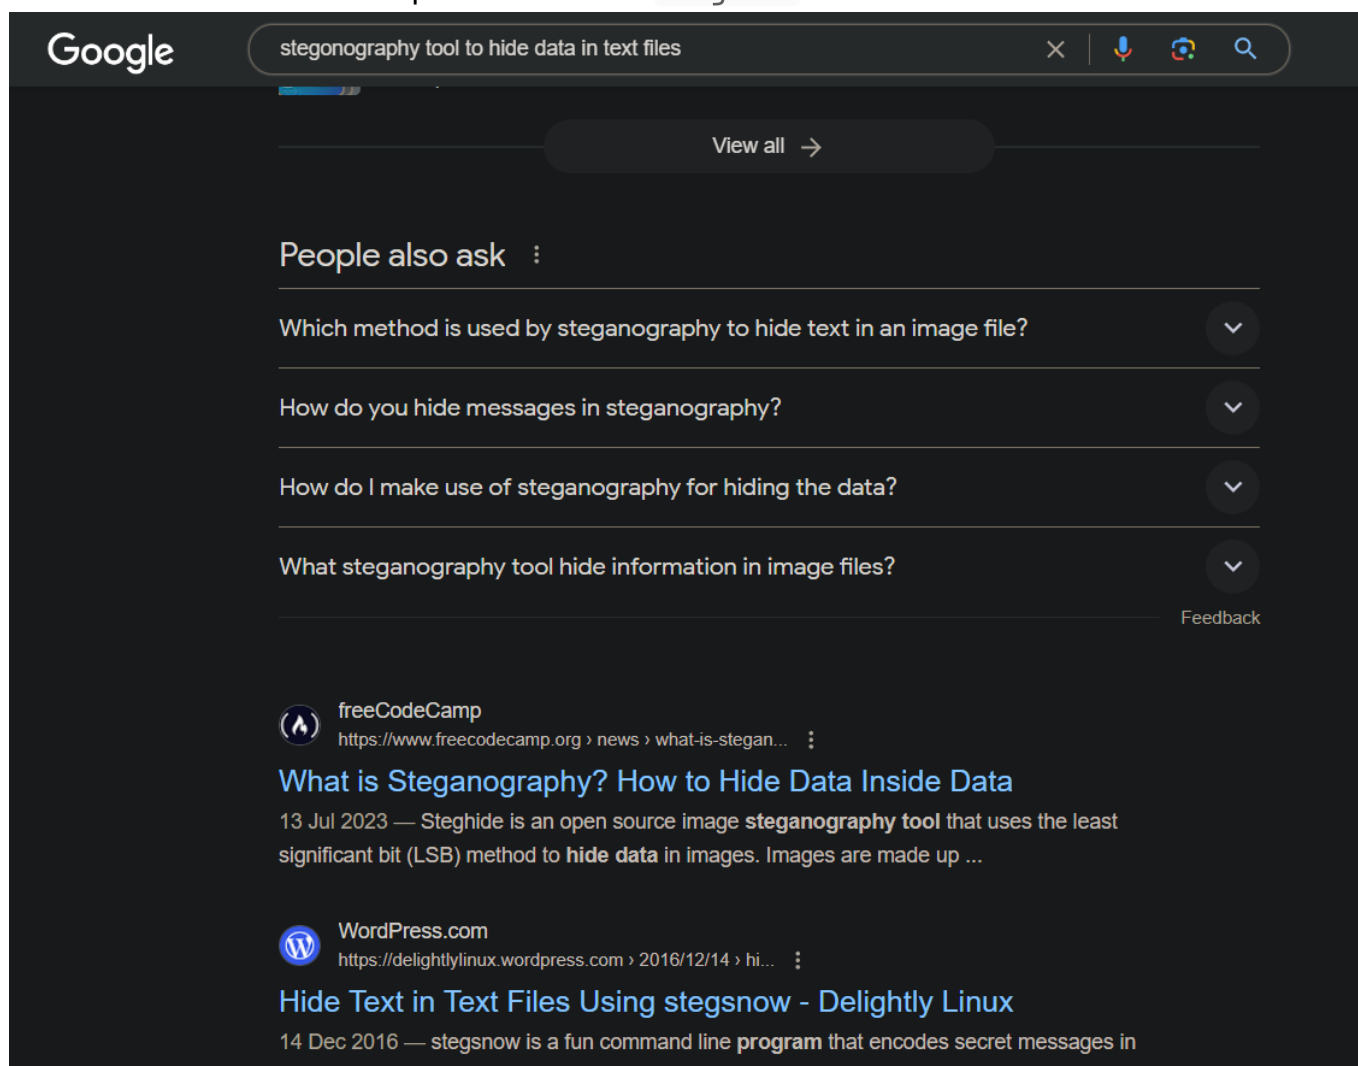 Google
stegonography tool to hide data in text files
View all →
People also ask
Which method is used by steganography to hide text in an image file?
How do you hide messages in steganography?
How do I make use of steganography for hiding the data?
What steganography tool hide information in image files?
Feedback
freeCodeCamp
https://www.freecodecamp.org › news › what-is-stegan...
What is Steganography? How to Hide Data Inside Data
13 Jul 2023 — Steghide is an open source image steganography tool that uses the least
significant bit (LSB) method to hide data in images. Images are made up ...
WordPress.com
https://delightlylinux.wordpress.com › 2016/12/14 › hi...
Hide Text in Text Files Using stegsnow - Delightly Linux
14 Dec 2016 — stegsnow is a fun command line program that encodes secret messages in